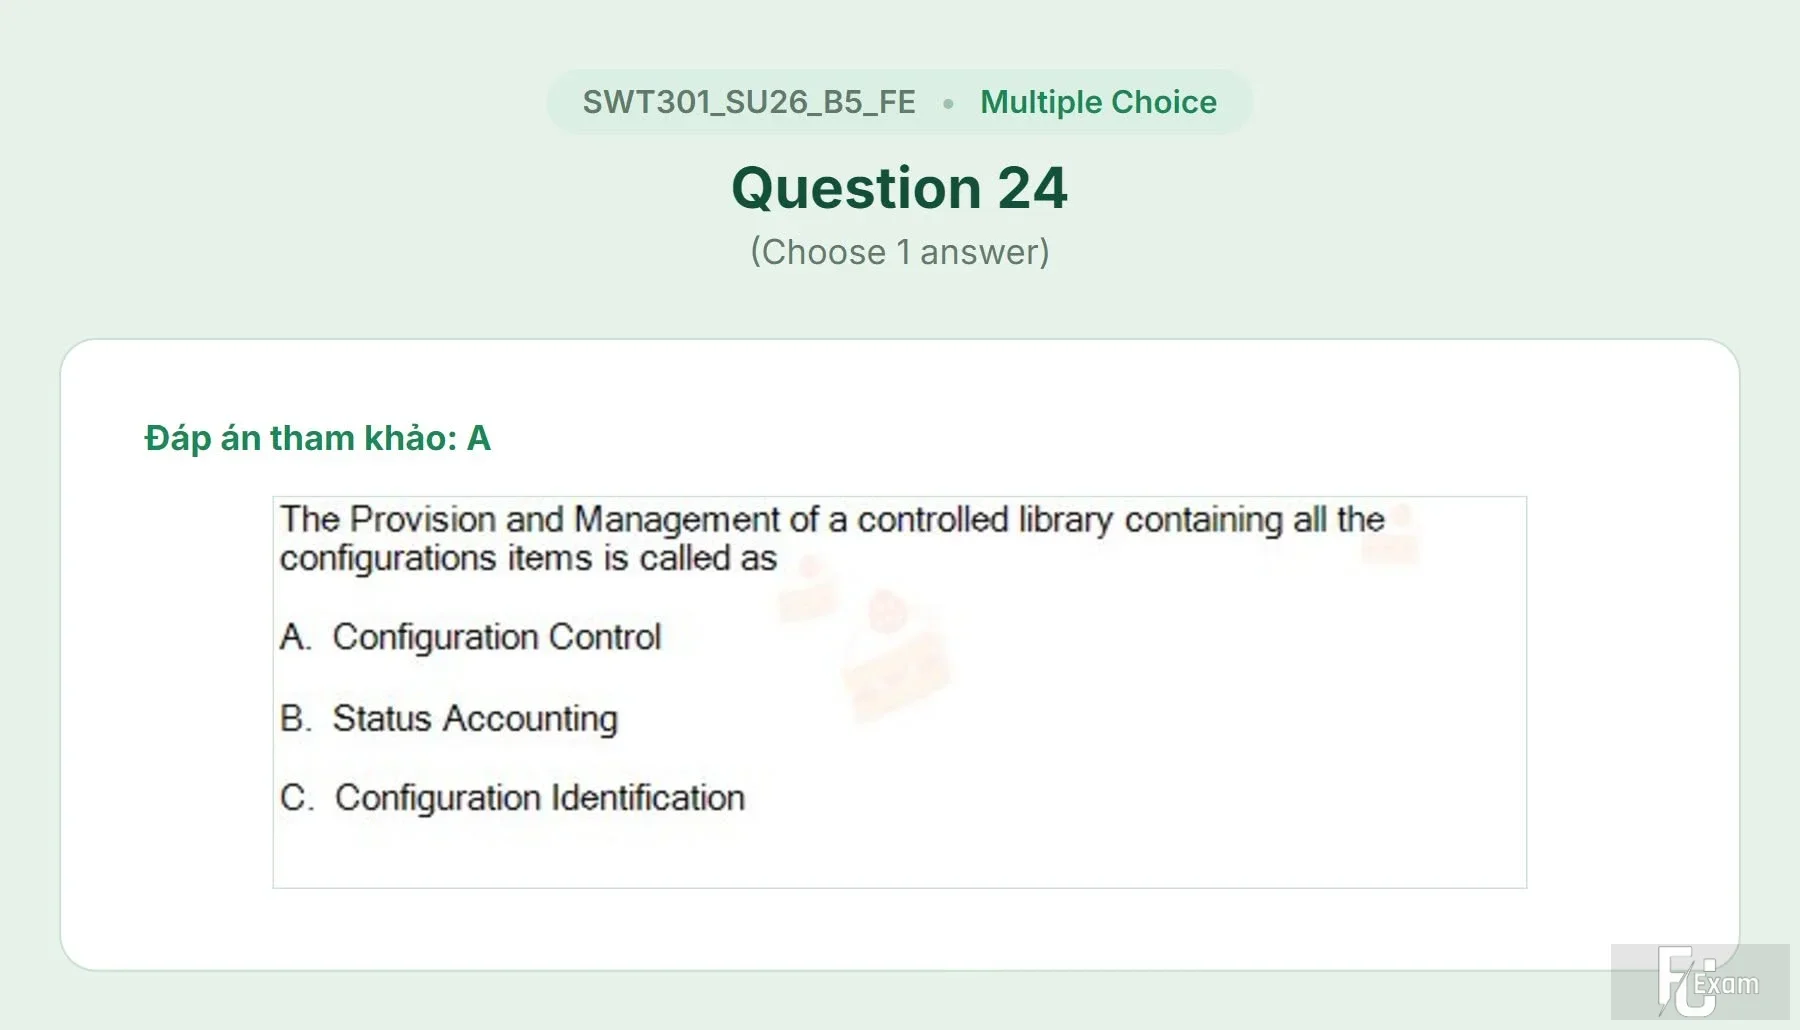 SWT301_SU26_B5_FE • Multiple Choice
Question 24
(Choose 1 answer)
Đáp án tham khảo: A
The Provision and Management of a controlled library containing all the
configurations items is called as
A. Configuration Control
B. Status Accounting
C. Configuration Identification
FU Exam